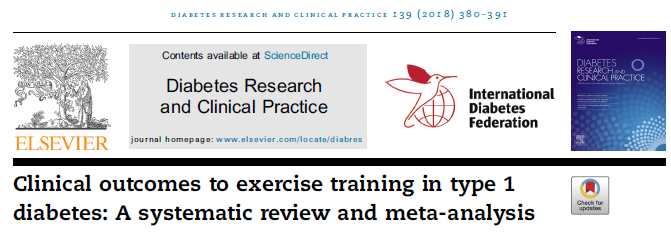 DIABETES RESEARCH AND CLINICAL PRACTICE 139 (2018) 380–391
Contents available at ScienceDirect
Diabetes Research
and Clinical Practice
journal homepage: www.elsevier.com/locate/diabres
ELSEVIER
International
Diabetes
Federation
DIABETES
RESEARCH AND
CLINICAL PRACTICE
Clinical outcomes to exercise training in type 1
diabetes: A systematic review and meta-analysis
Check for
updates